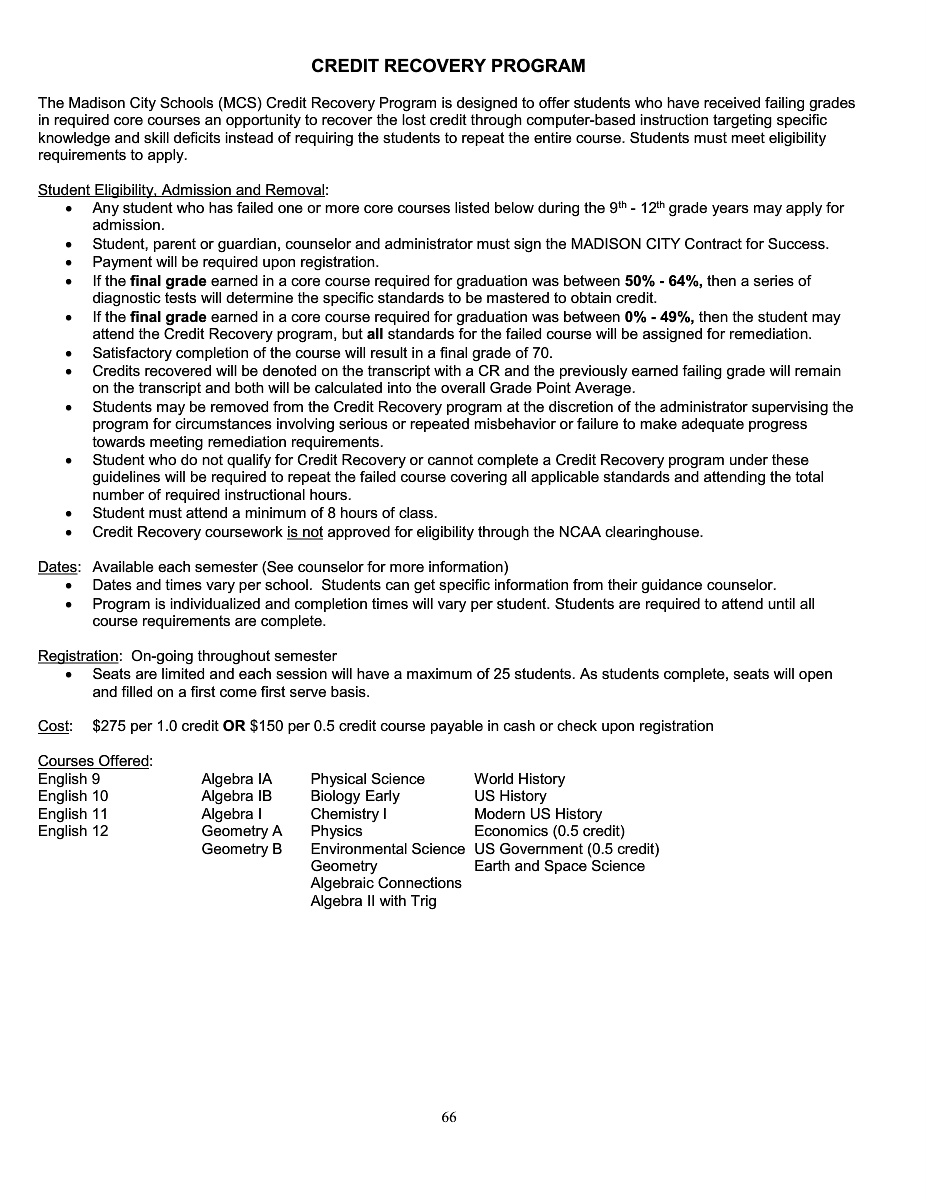 CREDIT RECOVERY PROGRAM
The Madison City Schools (MCS) Credit Recovery Program is designed to offer students who have received failing grades
in required core courses an opportunity to recover the lost credit through computer-based instruction targeting specific
knowledge and skill deficits instead of requiring the students to repeat the entire course. Students must meet eligibility
requirements to apply.
Student Eligibility, Admission and Removal:
• Any student who has failed one or more core courses listed below during the 9th - 12th grade years may apply for
admission.
• Student, parent or guardian, counselor and administrator must sign the MADISON CITY Contract for Success.
• Payment will be required upon registration.
• If the final grade earned in a core course required for graduation was between 50% - 64%, then a series of
diagnostic tests will determine the specific standards to be mastered to obtain credit.
• If the final grade earned in a core course required for graduation was between 0% - 49%, then the student may
attend the Credit Recovery program, but all standards for the failed course will be assigned for remediation.
• Satisfactory completion of the course will result in a final grade of 70.
• Credits recovered will be denoted on the transcript with a CR and the previously earned failing grade will remain
on the transcript and both will be calculated into the overall Grade Point Average.
• Students may be removed from the Credit Recovery program at the discretion of the administrator supervising the
program for circumstances involving serious or repeated misbehavior or failure to make adequate progress
towards meeting remediation requirements.
• Student who do not qualify for Credit Recovery or cannot complete a Credit Recovery program under these
guidelines will be required to repeat the failed course covering all applicable standards and attending the total
number of required instructional hours.
• Student must attend a minimum of 8 hours of class.
• Credit Recovery coursework is not approved for eligibility through the NCAA clearinghouse.
Dates: Available each semester (See counselor for more information)
• Dates and times vary per school. Students can get specific information from their guidance counselor.
• Program is individualized and completion times will vary per student. Students are required to attend until all
course requirements are complete.
Registration: On-going throughout semester
• Seats are limited and each session will have a maximum of 25 students. As students complete, seats will open
and filled on a first come first serve basis.
Cost: $275 per 1.0 credit OR $150 per 0.5 credit course payable in cash or check upon registration
Courses Offered:
English 9 Algebra IA Physical Science World History
English 10 Algebra IB Biology Early US History
English 11 Algebra I Chemistry I Modern US History
English 12 Geometry A Physics Economics (0.5 credit)
Geometry B Environmental Science US Government (0.5 credit)
Geometry Earth and Space Science
Algebraic Connections
Algebra II with Trig
66